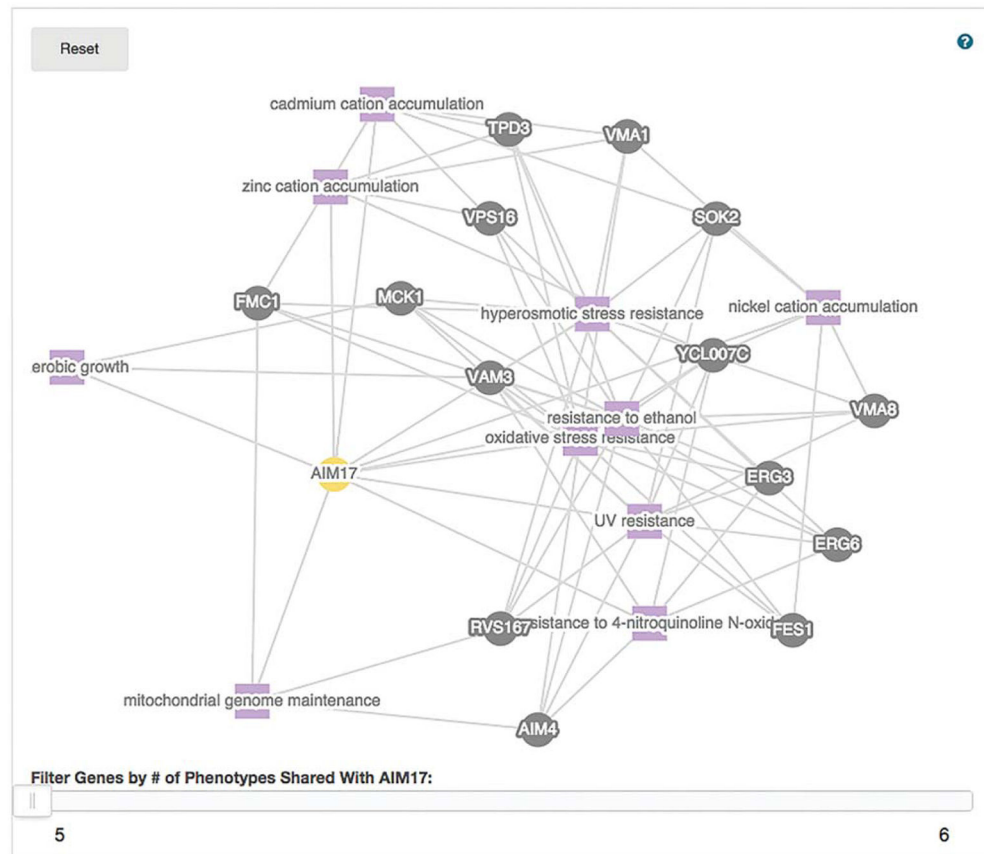 Reset
?
cadmium cation accumulation
TPD3
VMA1
zinc cation accumulation
VPS16
SOK2
FMC1
MCK1
hyperosmotic stress resistance
nickel cation accumulation
YCL007C
erobic growth
VAM3
VMA8
resistance to ethanol
oxidative stress resistance
AIM17
ERG3
UV resistance
ERG6
RVS167
sistance to 4-nitroquinoline N-oxid
FES1
mitochondrial genome maintenance
AIM4
Filter Genes by # of Phenotypes Shared With AIM17:
5
6